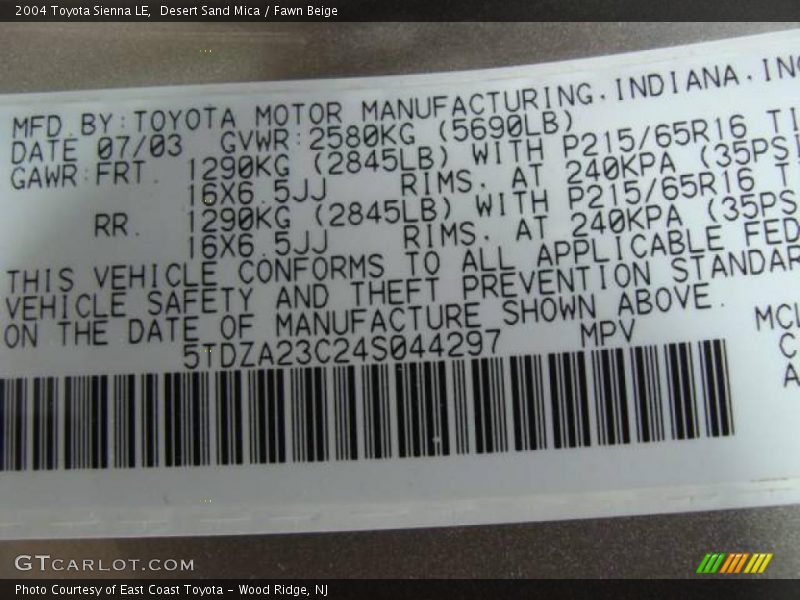 2004 Toyota Sienna LE,  Desert Sand Mica / Fawn Beige
MFD.BY:TOYOTA MOTOR MANUFACTURING.INDIANA.INC
DATE 07/03 GVWR:2580KG (5690LB)
GAWR:FRT. 1290KG (2845LB) WITH P215/65R16 TI
16X6.5JJ RIMS. AT 240KPA (35PSI
RR. 1290KG (2845LB) WITH P215/65R16 T
16X6.5JJ RIMS. AT 240KPA (35PS
THIS VEHICLE CONFORMS TO ALL APPLICABLE FED
VEHICLE SAFETY AND THEFT PREVENTION STANDAR
ON THE DATE OF MANUFACTURE SHOWN ABOVE.
5TDZA23C24S044297 MPV
MCL
C
A
GTCARLOT.COM
Photo Courtesy of East Coast Toyota – Wood Ridge, NJ